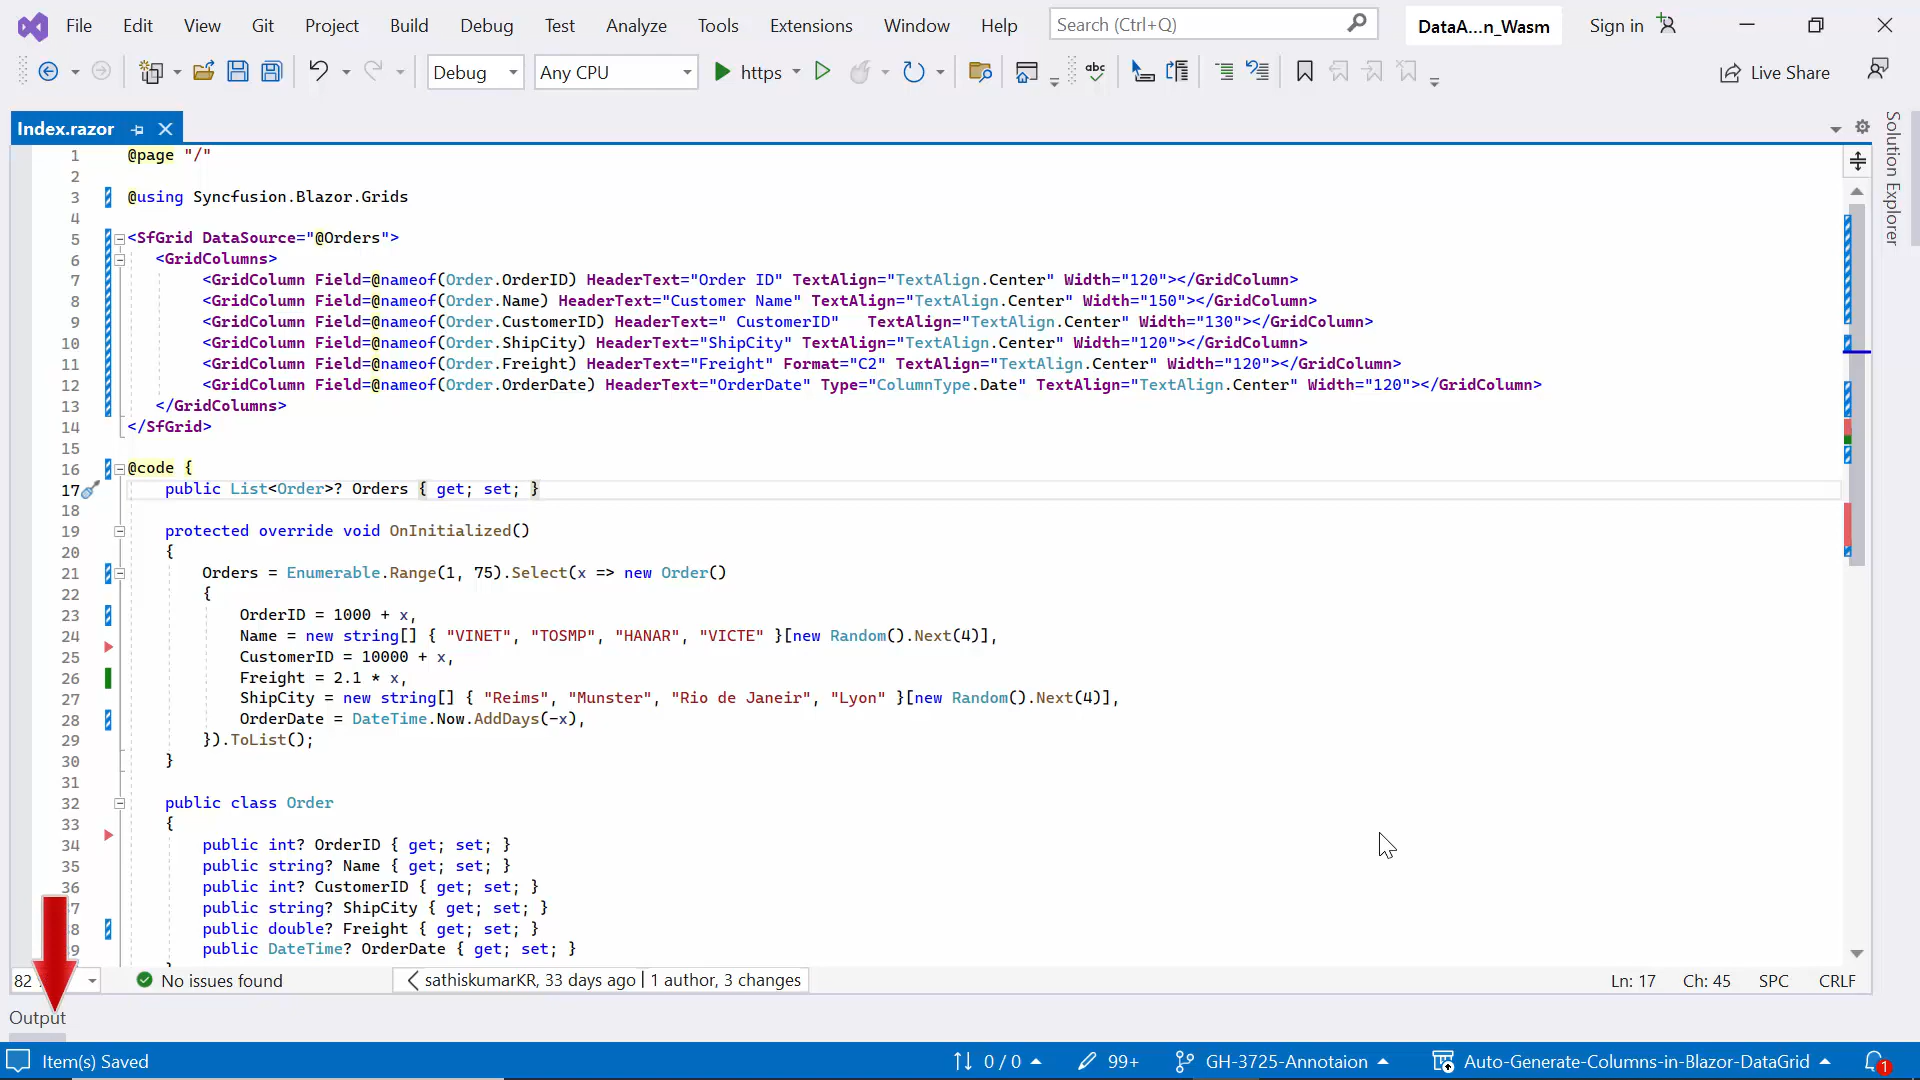 File Edit View Git Project Build Debug Test Analyze Tools Extensions Window Help Search (Ctrl+Q) DataA...n_Wasm Sign in
Debug Any CPU https Live Share
Index.razor
Solution Explorer
1 @page "/"
2
3 @using Syncfusion.Blazor.Grids
4
5 <SfGrid DataSource="@Orders">
6 <GridColumns>
7 <GridColumn Field=@nameof(Order.OrderID) HeaderText="Order ID" TextAlign="TextAlign.Center" Width="120"></GridColumn>
8 <GridColumn Field=@nameof(Order.Name) HeaderText="Customer Name" TextAlign="TextAlign.Center" Width="150"></GridColumn>
9 <GridColumn Field=@nameof(Order.CustomerID) HeaderText=" CustomerID" TextAlign="TextAlign.Center" Width="130"></GridColumn>
10 <GridColumn Field=@nameof(Order.ShipCity) HeaderText="ShipCity" TextAlign="TextAlign.Center" Width="120"></GridColumn>
11 <GridColumn Field=@nameof(Order.Freight) HeaderText="Freight" Format="C2" TextAlign="TextAlign.Center" Width="120"></GridColumn>
12 <GridColumn Field=@nameof(Order.OrderDate) HeaderText="OrderDate" Type="ColumnType.Date" TextAlign="TextAlign.Center" Width="120"></GridColumn>
13 </GridColumns>
14 </SfGrid>
15
16 @code {
17 public List<Order>? Orders { get; set; }
18
19 protected override void OnInitialized()
20 {
21 Orders = Enumerable.Range(1, 75).Select(x => new Order()
22 {
23 OrderID = 1000 + x,
24 Name = new string[] { "VINET", "TOSMP", "HANAR", "VICTE" }[new Random().Next(4)],
25 CustomerID = 10000 + x,
26 Freight = 2.1 * x,
27 ShipCity = new string[] { "Reims", "Munster", "Rio de Janeir", "Lyon" }[new Random().Next(4)],
28 OrderDate = DateTime.Now.AddDays(-x),
29 }).ToList();
30 }
31
32 public class Order
33 {
34 public int? OrderID { get; set; }
35 public string? Name { get; set; }
36 public int? CustomerID { get; set; }
7 public string? ShipCity { get; set; }
8 public double? Freight { get; set; }
9 public DateTime? OrderDate { get; set; }
82 No issues found sathiskumarKR, 33 days ago | 1 author, 3 changes Ln: 17 Ch: 45 SPC CRLF
Output
Item(s) Saved 0 / 0 99+ GH-3725-Annotaion Auto-Generate-Columns-in-Blazor-DataGrid 1